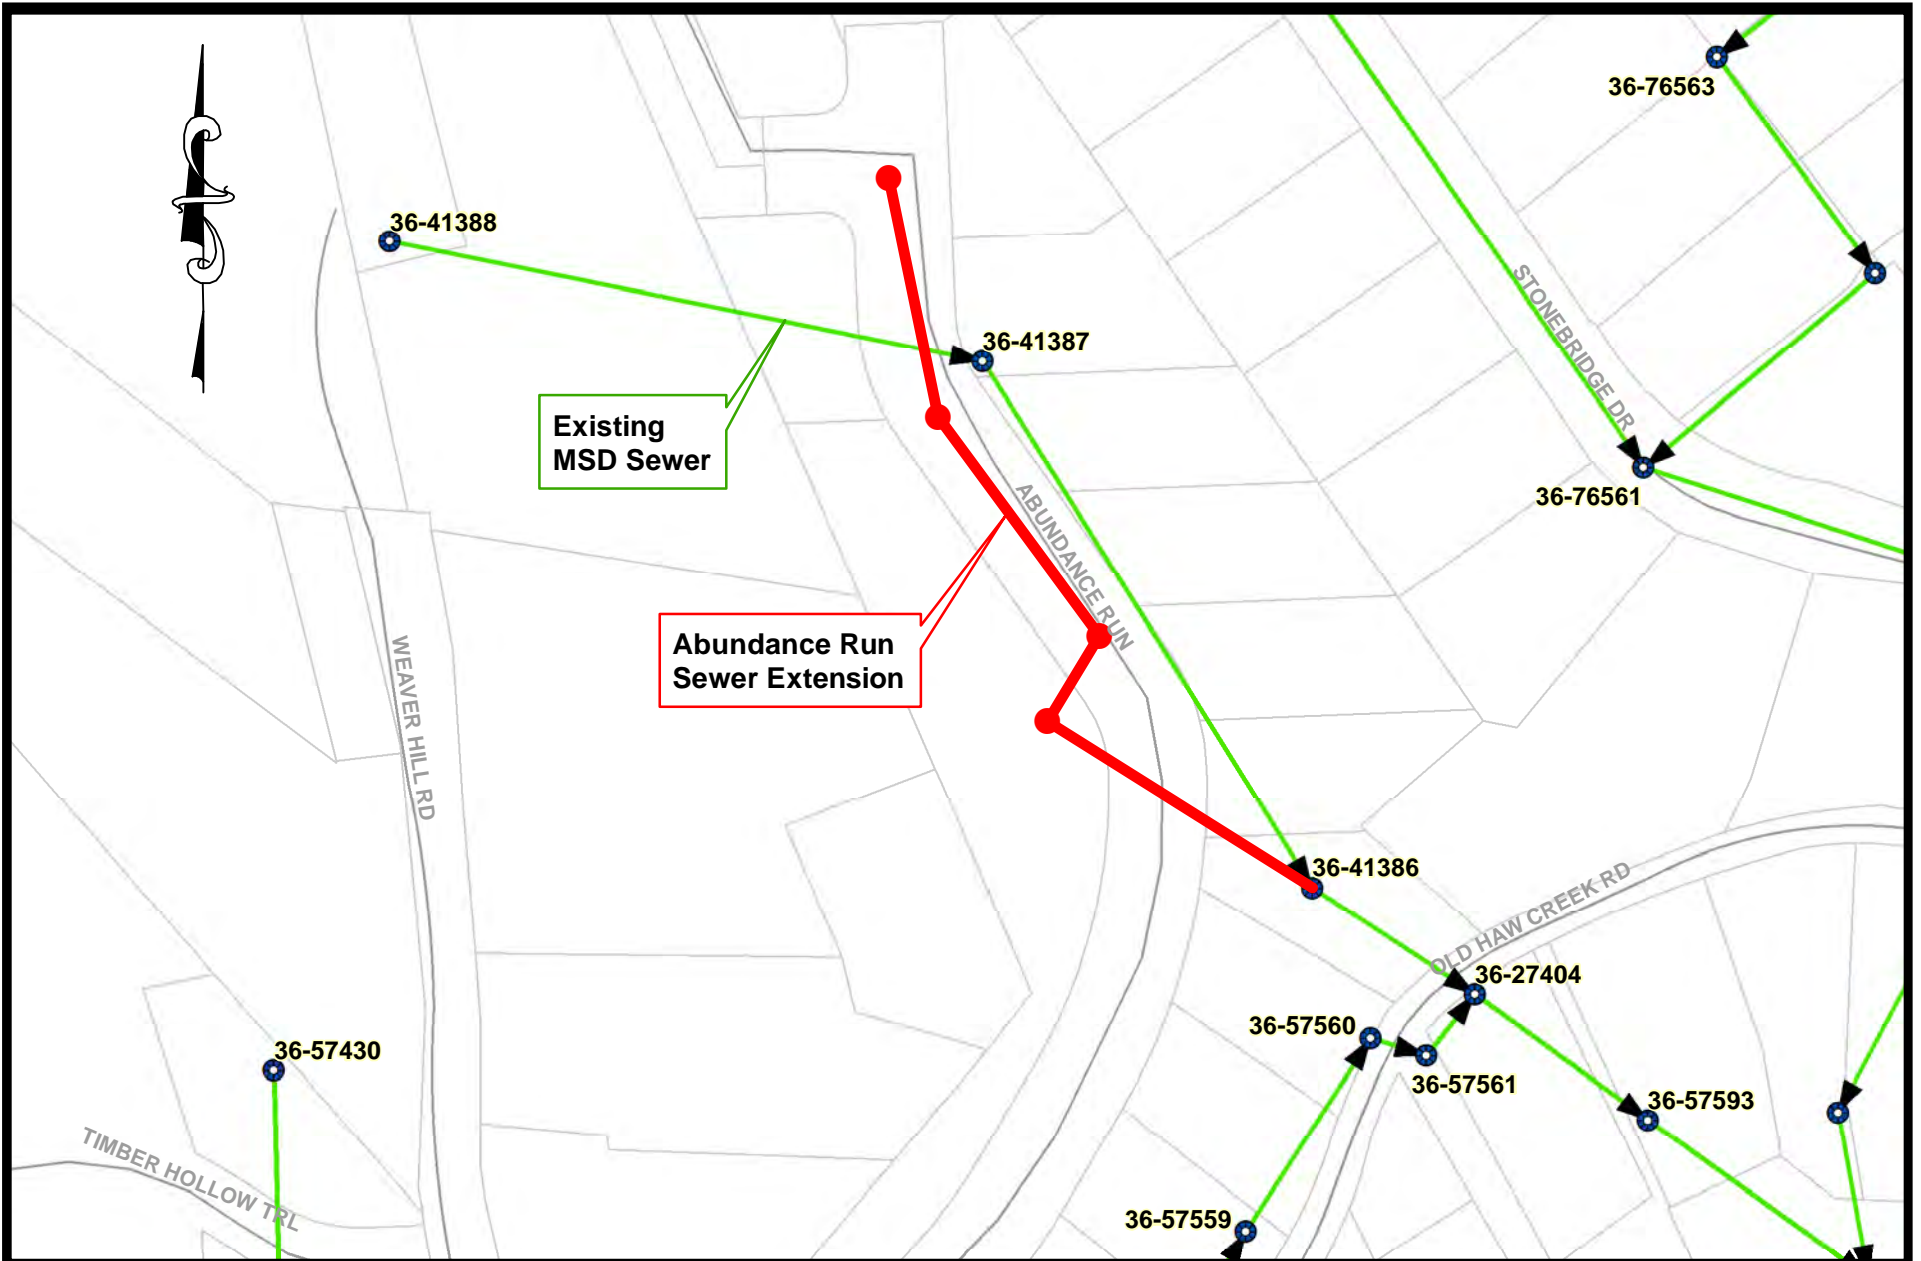 36-76563
36-41388
36-41387
STONEBRIDGE DR
Existing
MSD Sewer
36-76561
ABUNDANCE RUN
Abundance Run
Sewer Extension
WEAVER HILL RD
36-41386
OLD HAW CREEK RD
36-27404
36-57560
36-57430
36-57561
36-57593
TIMBER HOLLOW TRL
36-57559